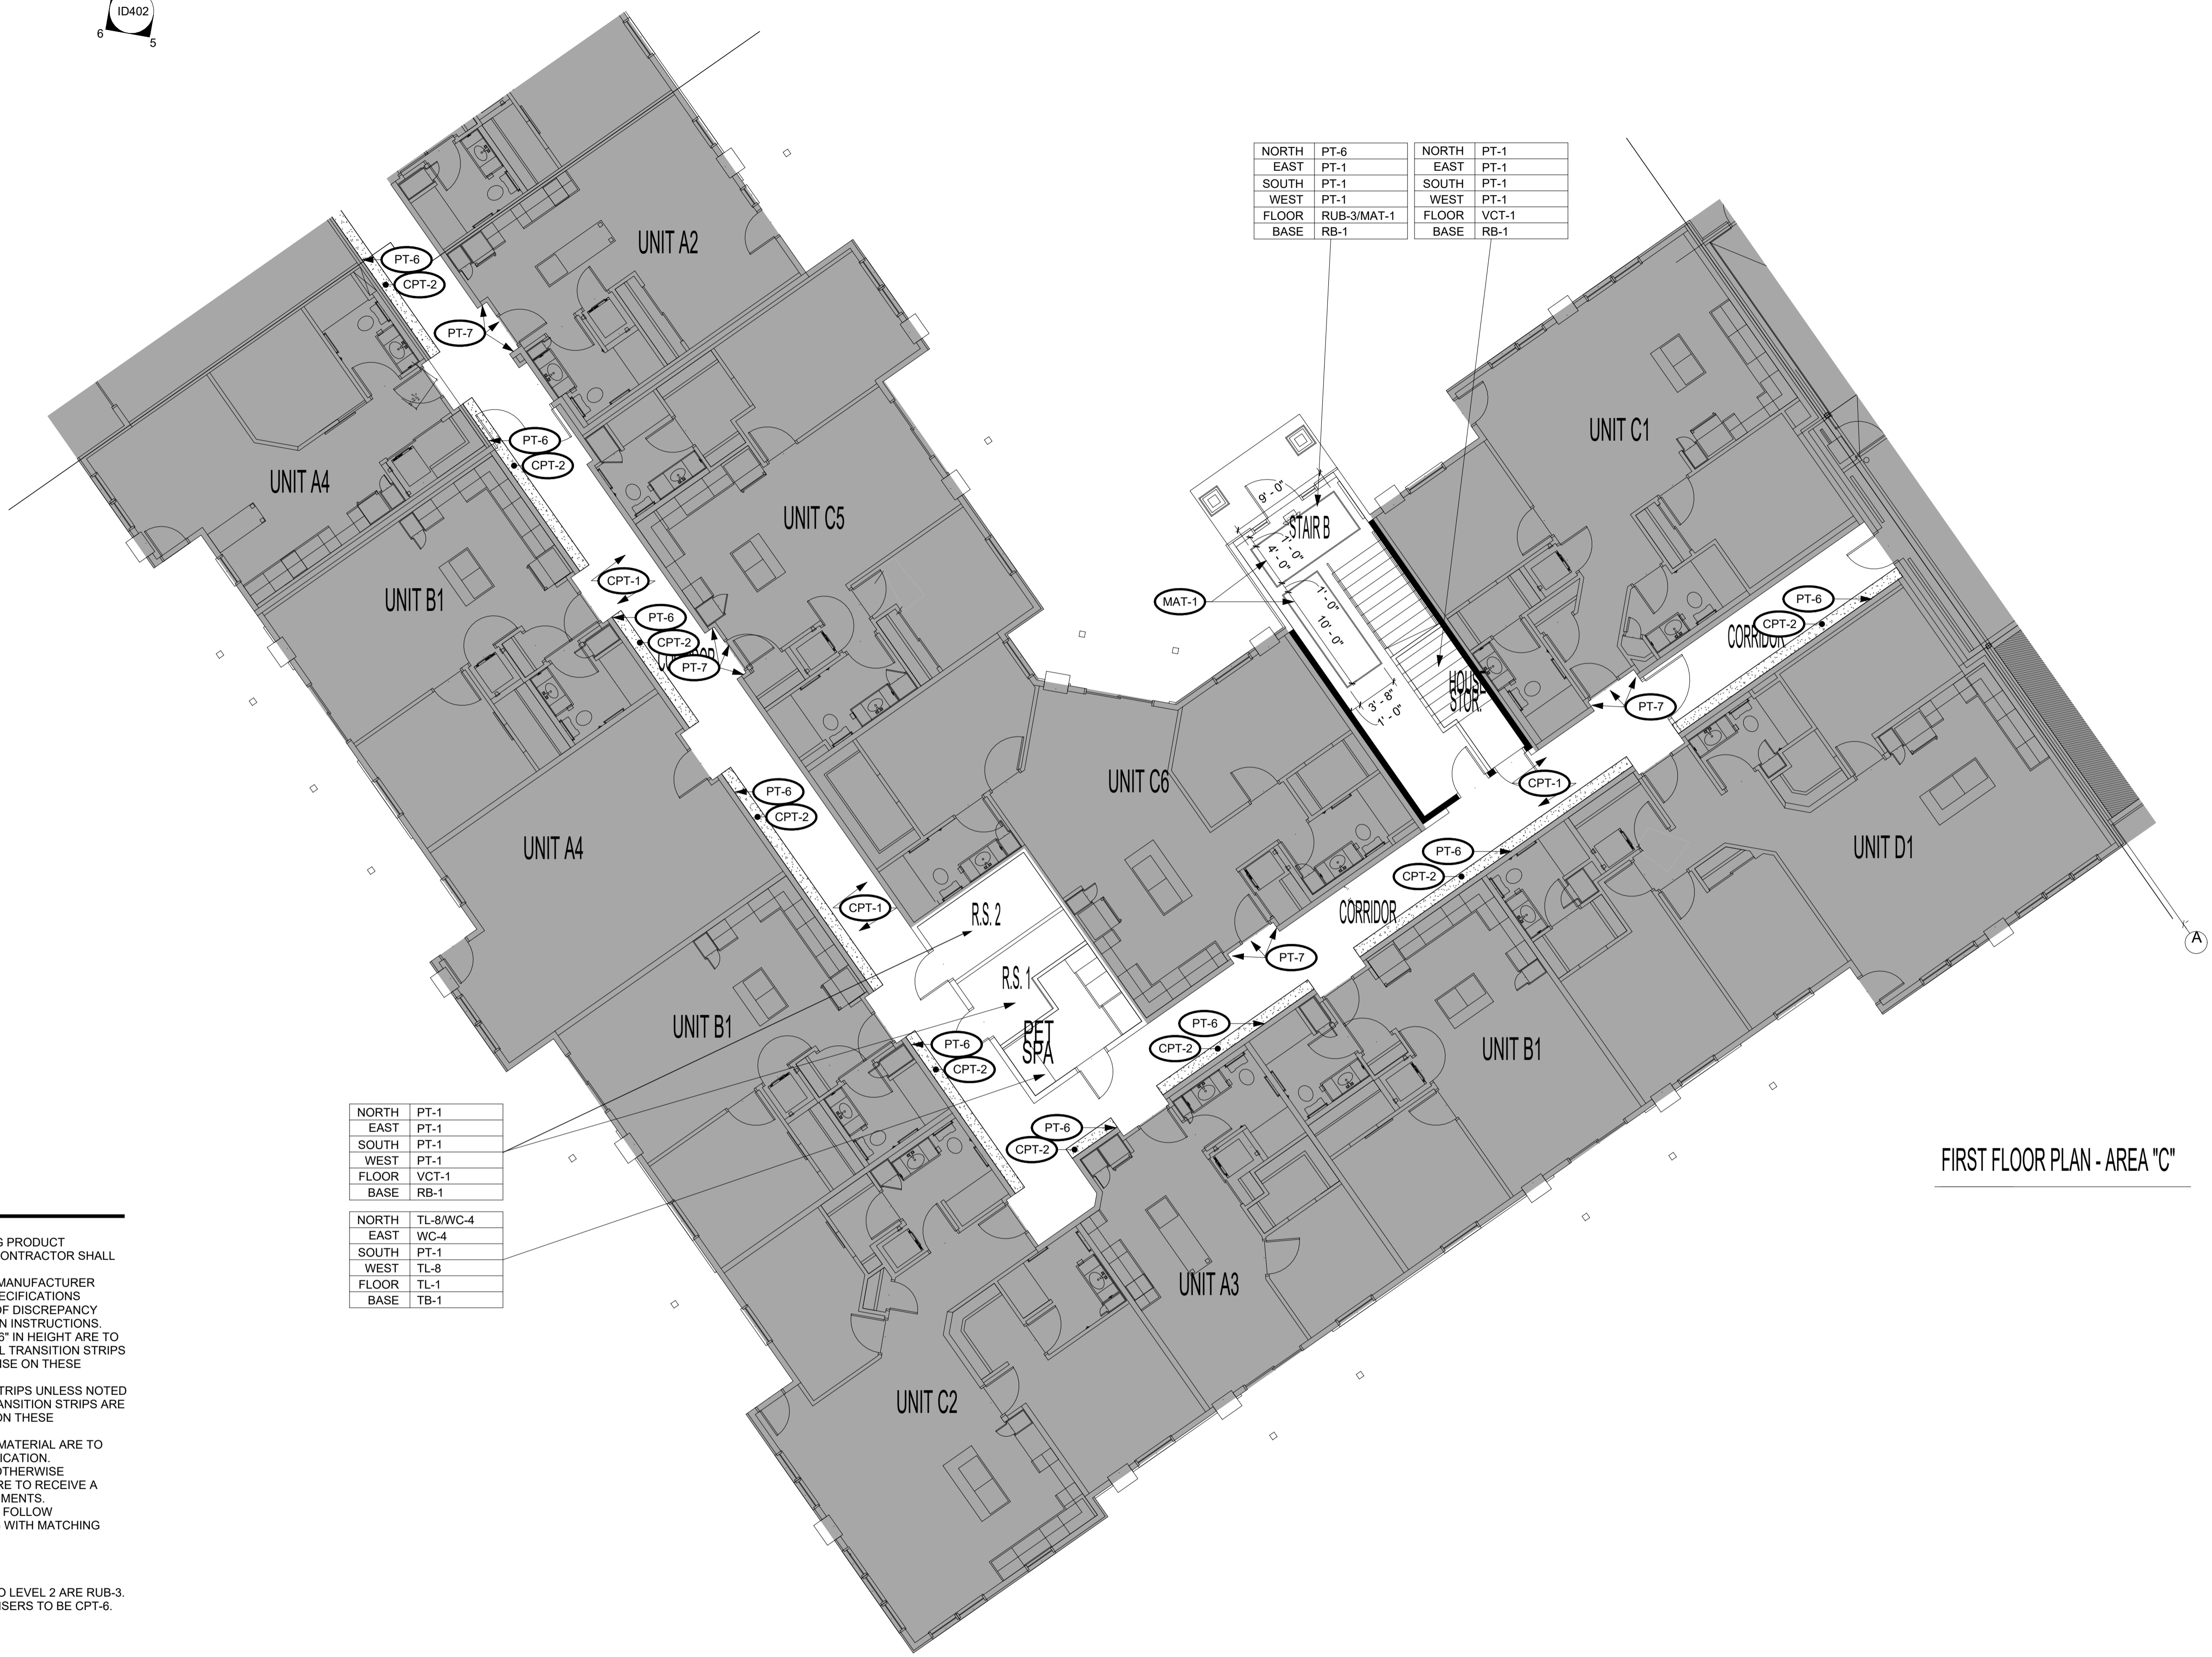 ID402
6
5
NORTH PT-6
EAST PT-1
SOUTH PT-1
WEST PT-1
FLOOR RUB-3/MAT-1
BASE RB-1
NORTH PT-1
EAST PT-1
SOUTH PT-1
WEST PT-1
FLOOR VCT-1
BASE RB-1
UNIT A2
PT-6
CPT-2
PT-7
UNIT A4
PT-6
CPT-2
UNIT C5
UNIT C1
9' - 0"
STAIR B
1' - 0"
4' - 0"
MAT-1
1' - 0"
10' - 0"
3' - 8"
1' - 0"
HOUSE
STOR.
UNIT B1
CPT-1
PT-6
CPT-2
CORRIDOR
PT-7
PT-6
CPT-2
CORRIDOR
PT-7
CPT-1
UNIT C6
PT-6
CPT-2
UNIT A4
UNIT D1
PT-6
CPT-2
CPT-1
R.S. 2
CORRIDOR
A
PT-7
R.S. 1
UNIT B1
PET
SPA
PT-6
CPT-2
PT-6
CPT-2
UNIT B1
NORTH PT-1
EAST PT-1
SOUTH PT-1
WEST PT-1
FLOOR VCT-1
BASE RB-1
PT-6
CPT-2
FIRST FLOOR PLAN - AREA "C"
NORTH TL-8/WC-4
EAST WC-4
SOUTH PT-1
WEST TL-8
FLOOR TL-1
BASE TB-1
UNIT A3
UNIT C2
PRODUCT
CONTRACTOR SHALL
MANUFACTURER
OF DISCREPANCY
INSTRUCTIONS.
6" IN HEIGHT ARE TO
TRANSITION STRIPS
ON THESE
UNLESS NOTED
STRIPS ARE
ON THESE
MATERIAL ARE TO
TO RECEIVE A
FOLLOW
WITH MATCHING
LEVEL 2 ARE RUB-3.
TO BE CPT-6.